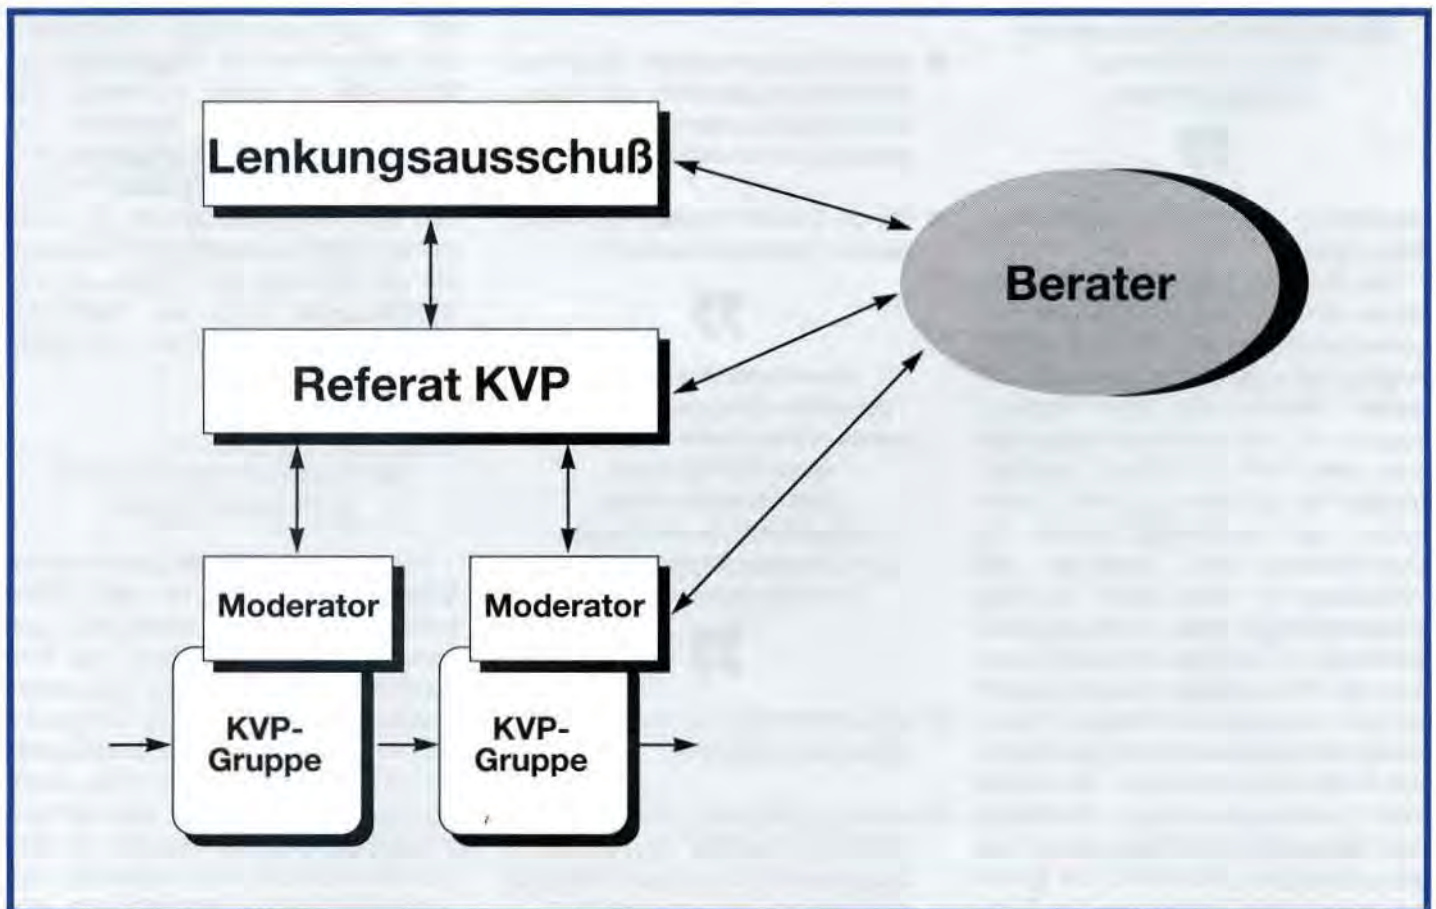 Lenkungsausschuß
Berater
Referat KVP
Moderator
Moderator
KVP-
Gruppe
KVP-
Gruppe